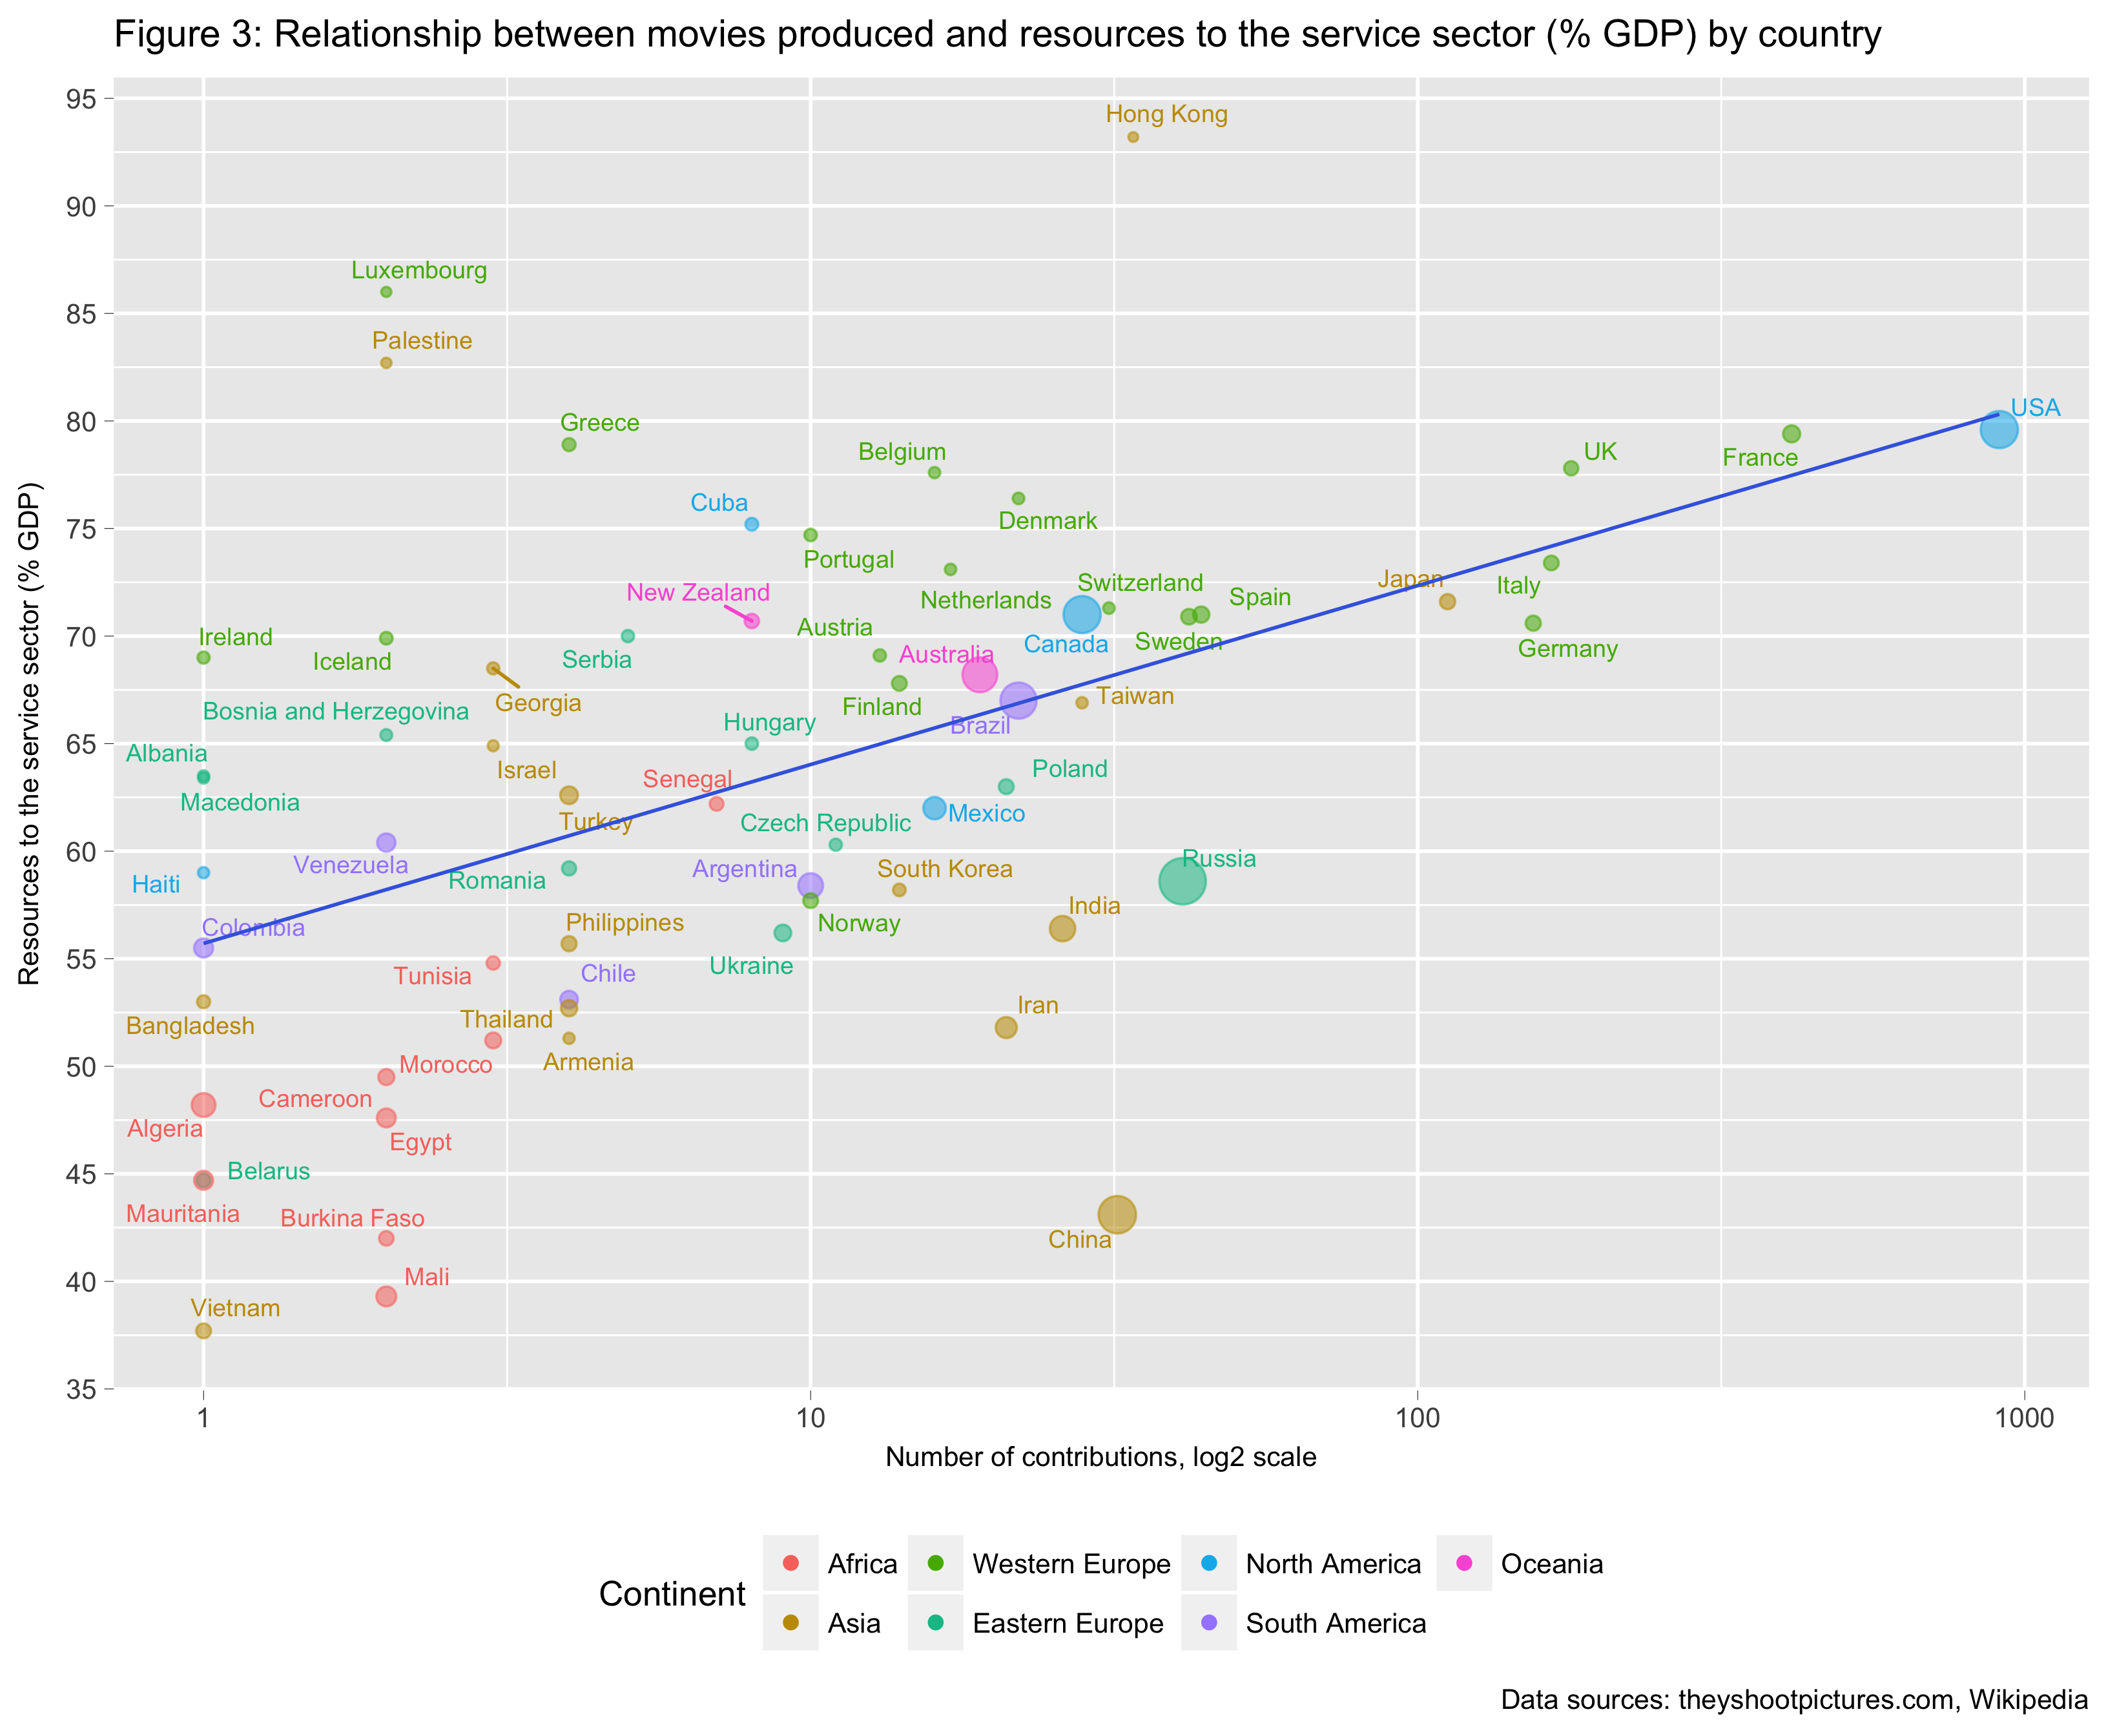 Figure 3: Relationship between movies produced and resources to the service sector (% GDP) by country
Resources to the service sector (% GDP)
95
90
85
80
75
70
65
60
55
50
45
40
35
Hong Kong
Luxembourg
Palestine
USA
Greece
Belgium
UK
France
Cuba
Denmark
Portugal
Japan
Switzerland
Italy
New Zealand
Netherlands
Spain
Austria
Ireland
Iceland
Serbia
Canada
Sweden
Germany
Australia
Georgia
Taiwan
Finland
Bosnia and Herzegovina
Hungary
Brazil
Albania
Israel
Senegal
Poland
Macedonia
Turkey
Czech Republic
Mexico
Venezuela
Haiti
Romania
Argentina
South Korea
Russia
India
Colombia
Philippines
Norway
Tunisia
Chile
Ukraine
Bangladesh
Thailand
Iran
Morocco
Armenia
Cameroon
Algeria
Egypt
Belarus
Mauritania
Burkina Faso
China
Mali
Vietnam
1
10
100
1000
Number of contributions, log2 scale
Continent
Africa
Western Europe
North America
Oceania
Asia
Eastern Europe
South America
Data sources: theyshootpictures.com, Wikipedia